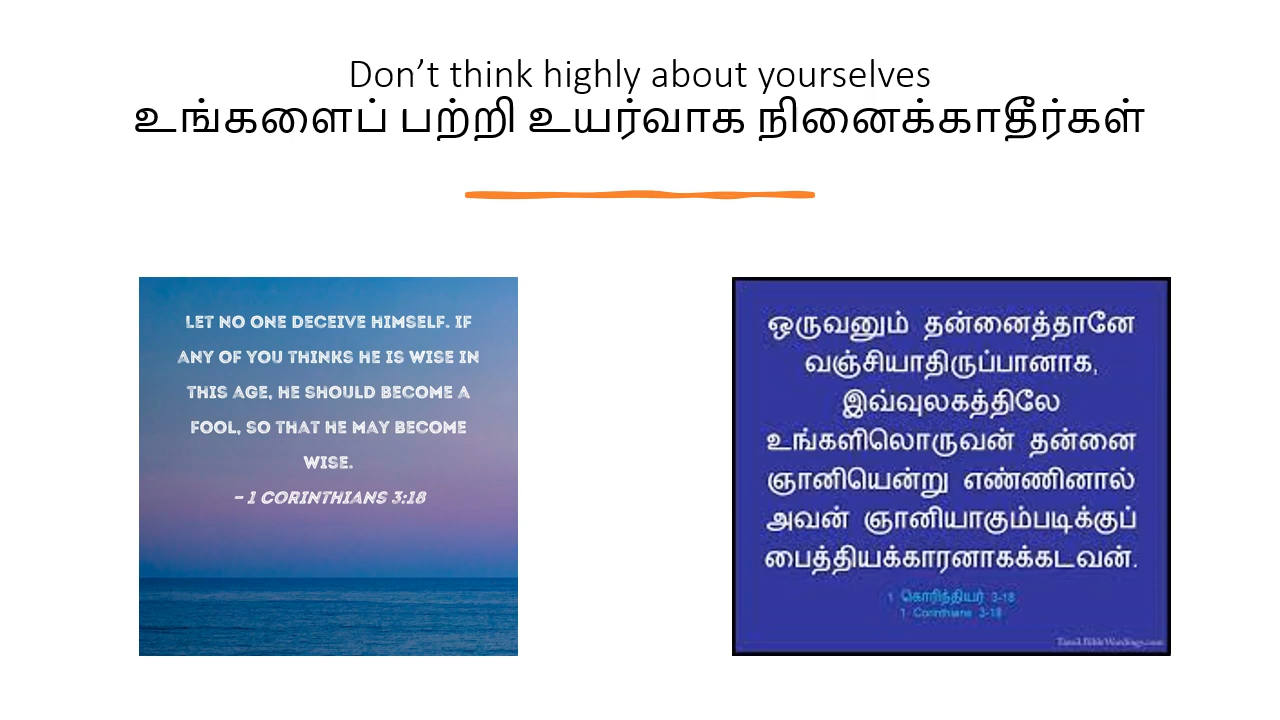 Don’t think highly about yourselves
உங்களைப் பற்றி உயர்வாக நினைக்காதீர்கள்
LET NO ONE DECEIVE HIMSELF. IF
ANY OF YOU THINKS HE IS WISE IN
THIS AGE, HE SHOULD BECOME A
FOOL, SO THAT HE MAY BECOME
WISE.
– 1 CORINTHIANS 3:18
ஒருவனும் தன்னைத்தானே
வஞ்சியாதிருப்பானாக,
இவ்வுலகத்திலே
உங்களிலொருவன் தன்னை
ஞானியென்று எண்ணினால்
அவன் ஞானியாகும்படிக்குப்
பைத்தியக்காரனாகக்கடவன்.
1 கொரிந்தியர் 3-18
1 Corinthians 3-18
Tamil.BibleWordings.com